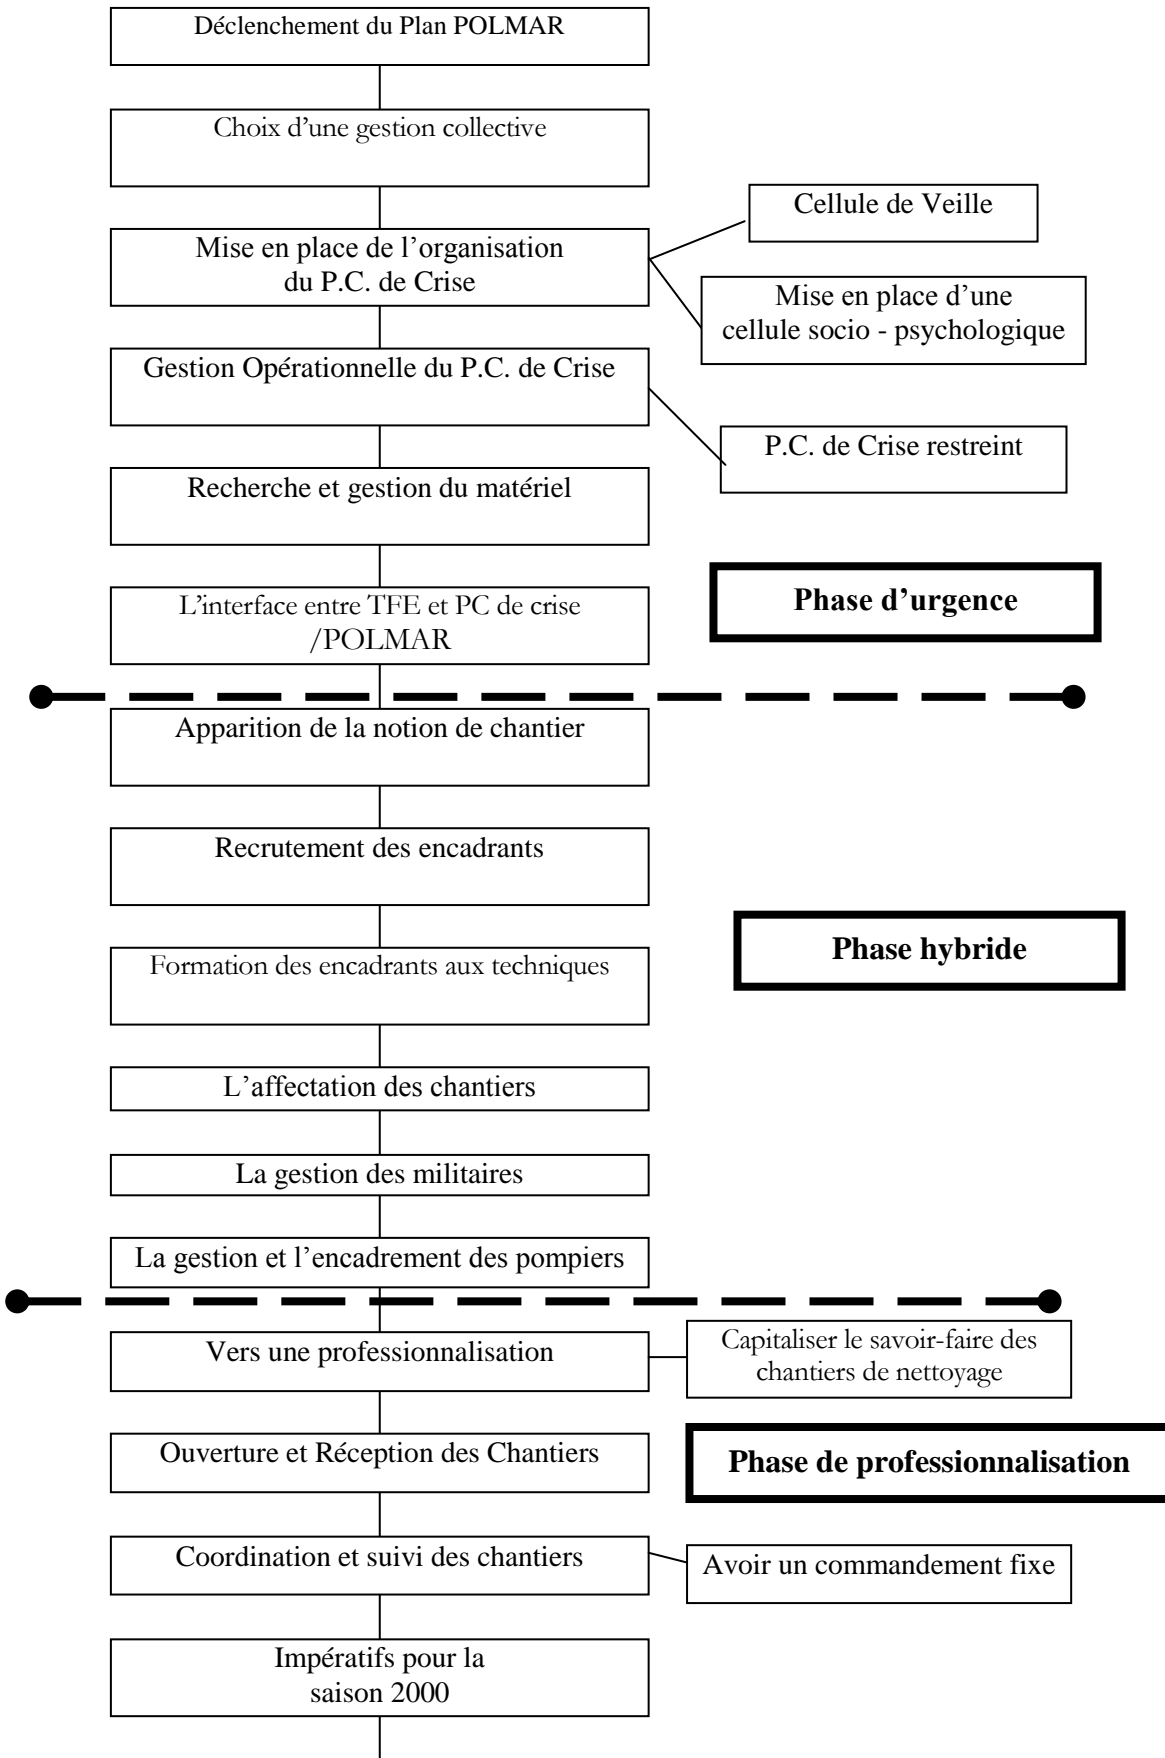 Déclenchement du Plan POLMAR
Choix d’une gestion collective
Cellule de Veille
Mise en place de l’organisation
du P.C. de Crise
Mise en place d’une
cellule socio - psychologique
Gestion Opérationnelle du P.C. de Crise
P.C. de Crise restreint
Recherche et gestion du matériel
L’interface entre TFE et PC de crise
/POLMAR
Phase d’urgence
Apparition de la notion de chantier
Recrutement des encadrants
Phase hybride
Formation des encadrants aux techniques
L’affectation des chantiers
La gestion des militaires
La gestion et l’encadrement des pompiers
Vers une professionnalisation
Capitaliser le savoir-faire des
chantiers de nettoyage
Ouverture et Réception des Chantiers
Phase de professionnalisation
Coordination et suivi des chantiers
Avoir un commandement fixe
Impératifs pour la
saison 2000